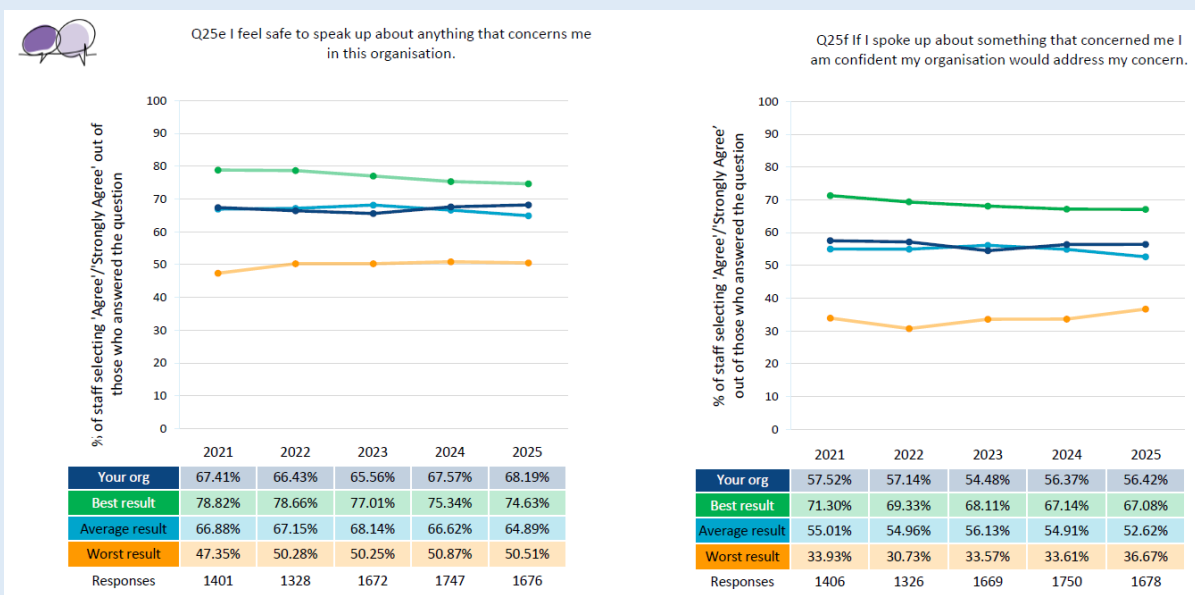 Q25e I feel safe to speak up about anything that concerns me
in this organisation.
% of staff selecting 'Agree'/'Strongly Agree' out of
those who answered the question
100
90
80
70
60
50
40
30
20
10
0
2021 2022 2023 2024 2025
Your org 67.41% 66.43% 65.56% 67.57% 68.19%
Best result 78.82% 78.66% 77.01% 75.34% 74.63%
Average result 66.88% 67.15% 68.14% 66.62% 64.89%
Worst result 47.35% 50.28% 50.25% 50.87% 50.51%
Responses 1401 1328 1672 1747 1676
Q25f If I spoke up about something that concerned me I
am confident my organisation would address my concern.
% of staff selecting 'Agree'/'Strongly Agree'
out of those who answered the question
100
90
80
70
60
50
40
30
20
10
0
2021 2022 2023 2024 2025
Your org 57.52% 57.14% 54.48% 56.37% 56.42%
Best result 71.30% 69.33% 68.11% 67.14% 67.08%
Average result 55.01% 54.96% 56.13% 54.91% 52.62%
Worst result 33.93% 30.73% 33.57% 33.61% 36.67%
Responses 1406 1326 1669 1750 1678